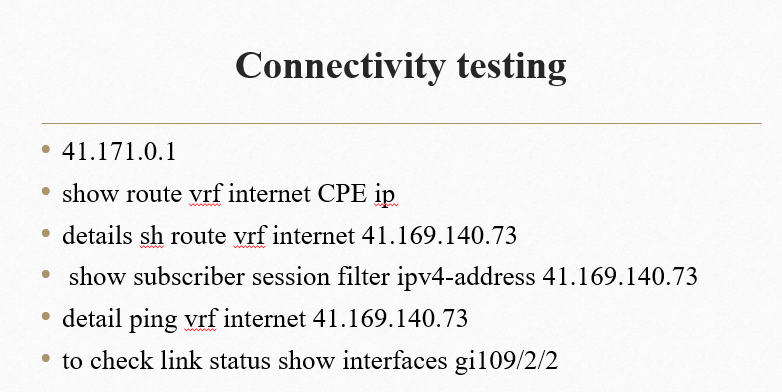 Connectivity testing
41.171.0.1
show route vrf internet CPE ip
details sh route vrf internet 41.169.140.73
show subscriber session filter ipv4-address 41.169.140.73
detail ping vrf internet 41.169.140.73
to check link status show interfaces gi109/2/2